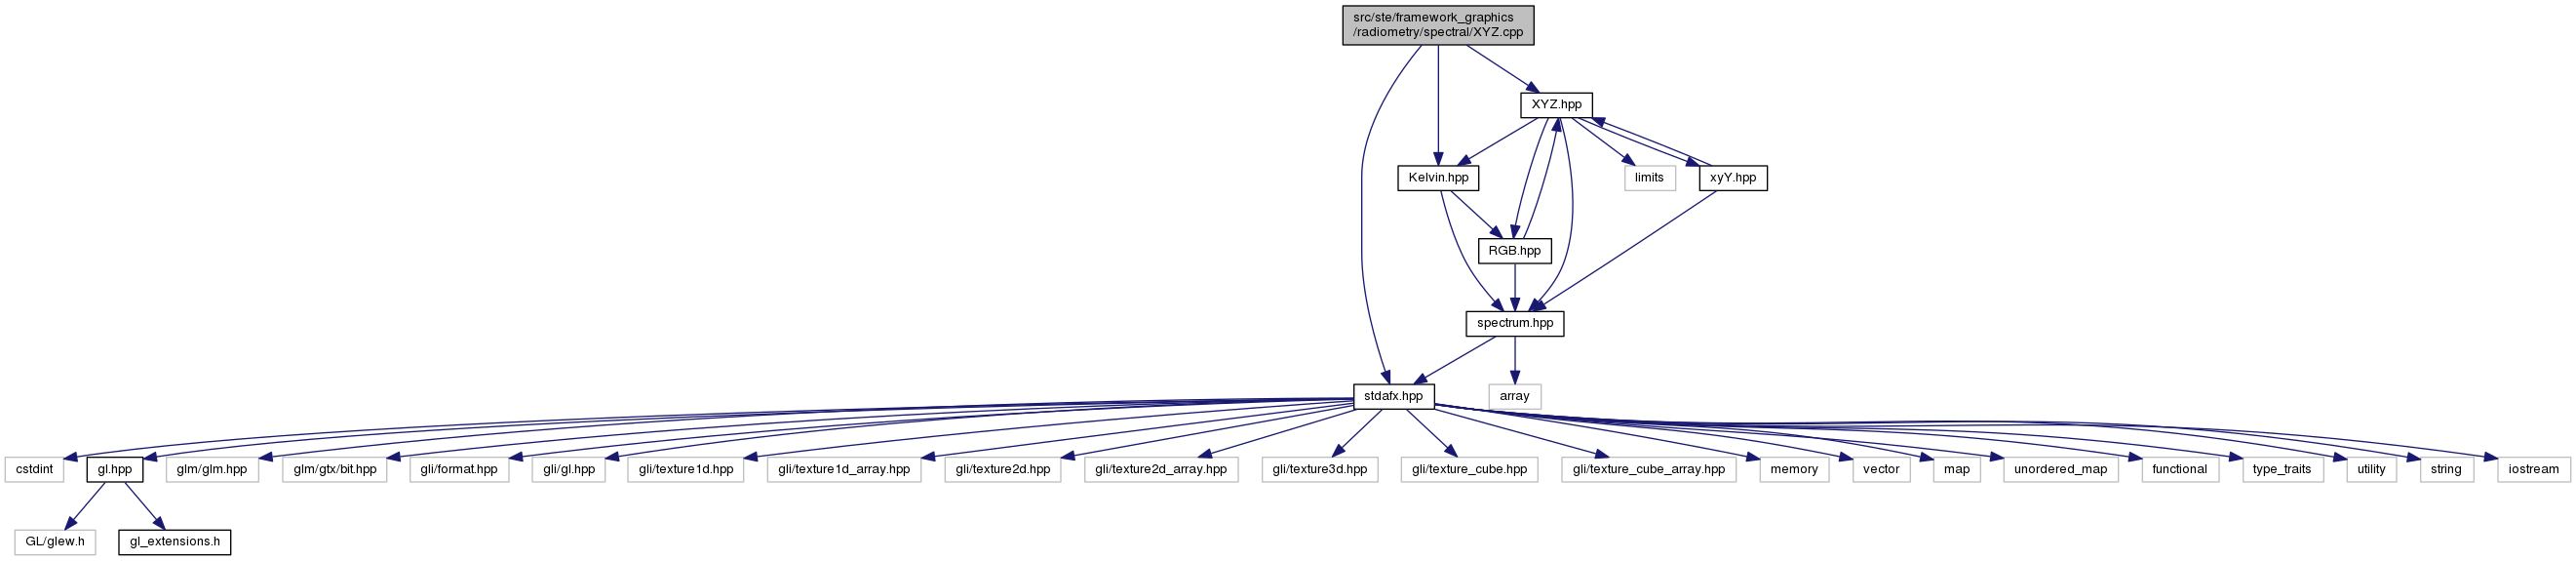 src/ste/framework_graphics
/radiometry/spectral/XYZ.cpp
XYZ.hpp
Kelvin.hpp
limits
xyY.hpp
RGB.hpp
spectrum.hpp
stdafx.hpp
array
cstdint
gl.hpp
glm/glm.hpp
glm/gtx/bit.hpp
gli/format.hpp
gli/gl.hpp
gli/texture1d.hpp
gli/texture1d_array.hpp
gli/texture2d.hpp
gli/texture2d_array.hpp
gli/texture3d.hpp
gli/texture_cube.hpp
gli/texture_cube_array.hpp
memory
vector
map
unordered_map
functional
type_traits
utility
string
iostream
GL/glew.h
gl_extensions.h